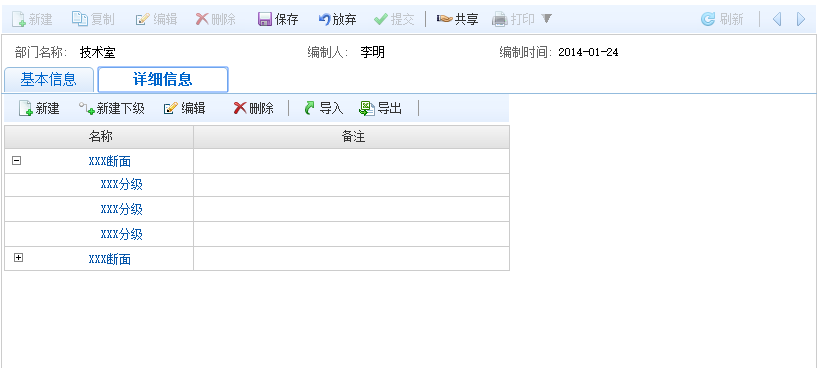 新建 复制 编辑 删除 保存 放弃 提交 共享 打印 刷新
部门名称: 技术室 编制人: 李明 编制时间: 2014-01-24
基本信息 详细信息
新建 新建下级 编辑 删除 导入 导出
名称 备注
XXX断面
XXX分级
XXX分级
XXX分级
XXX断面